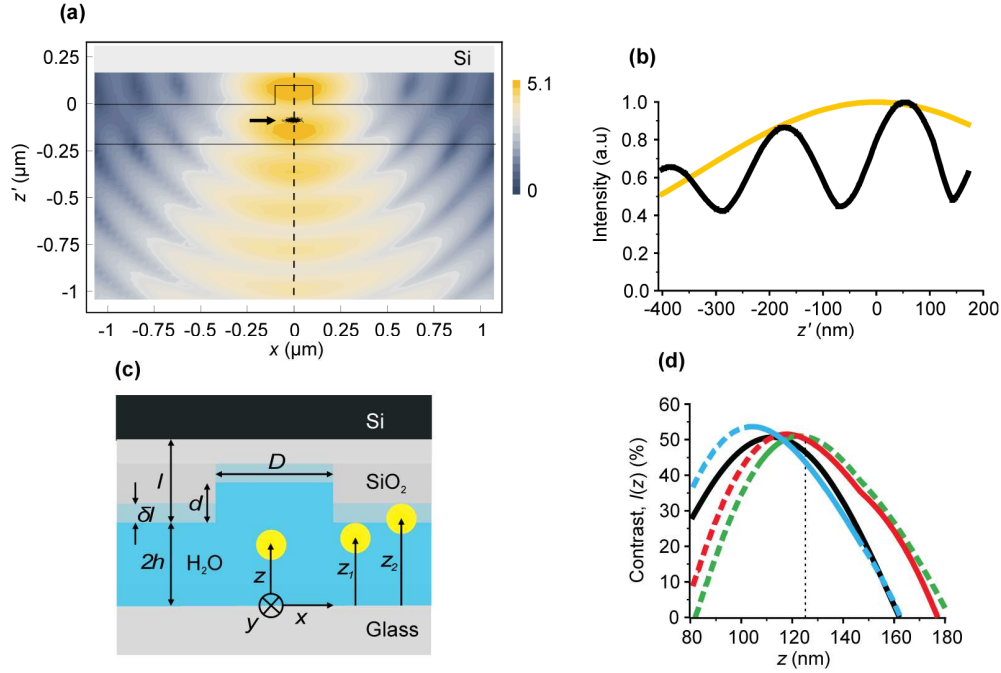 (a)
Si
0.25
0
-0.25
-0.5
-0.75
-1
z' (µm)
-1 -0.75 -0.5 -0.25 0 0.25 0.5 0.75 1
x (µm)
5.1
0
(b)
1.0
0.8
0.6
0.4
0.2
0.0
Intensity (a.u)
-400 -300 -200 -100 0 100 200
z' (nm)
(c)
Si
l
D
SiO2
δl
d
2h
H2O
z
z1
z2
y
x
Glass
(d)
60
50
40
30
20
10
0
Contrast, I(z) (%)
80 100 120 140 160 180
z (nm)